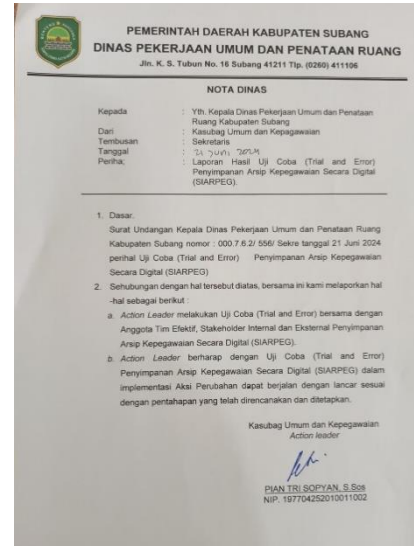 PEMERINTAH DAERAH KABUPATEN SUBANG
DINAS PEKERJAAN UMUM DAN PENATAAN RUANG
Jln. K. S. Tubun No. 16 Subang 41211 Tlp. (0260) 411106
NOTA DINAS
Kepada : Yth. Kepala Dinas Pekerjaan Umum dan Penataan
Ruang Kabupaten Subang
Dari : Kasubag Umum dan Kepagawaian
Tembusan : Sekretaris
Tanggal : 21 Juni 2024
Perihal; : Laporan Hasil Uji Coba (Trial and Error)
Penyimpanan Arsip Kepegawaian Secara Digital
(SIARPEG).
1. Dasar.
Surat Undangan Kepala Dinas Pekerjaan Umum dan Penataan Ruang
Kabupaten Subang nomor : 000.7.6.2/ 556/ Sekre tanggal 21 Juni 2024
perihal Uji Coba (Trial and Error) Penyimpanan Arsip Kepegawaian
Secara Digital (SIARPEG)
2. Sehubungan dengan hal tersebut diatas, bersama ini kami melaporkan hal
-hal sebagai berikut :
a. Action Leader melakukan Uji Coba (Trial and Error) bersama dengan
Anggota Tim Efektif, Stakeholder Internal dan Eksternal Penyimpanan
Arsip Kepegawaian Secara Digital (SIARPEG).
b. Action Leader berharap dengan Uji Coba (Trial and Error)
Penyimpanan Arsip Kepegawaian Secara Digital (SIARPEG) dalam
implementasi Aksi Perubahan dapat berjalan dengan lancar sesuai
dengan pentahapan yang telah direncanakan dan ditetapkan.
Kasubag Umum dan Kepegawaian
Action leader
PIAN TRI SOPYAN, S.Sos
NIP. 197704252010011002